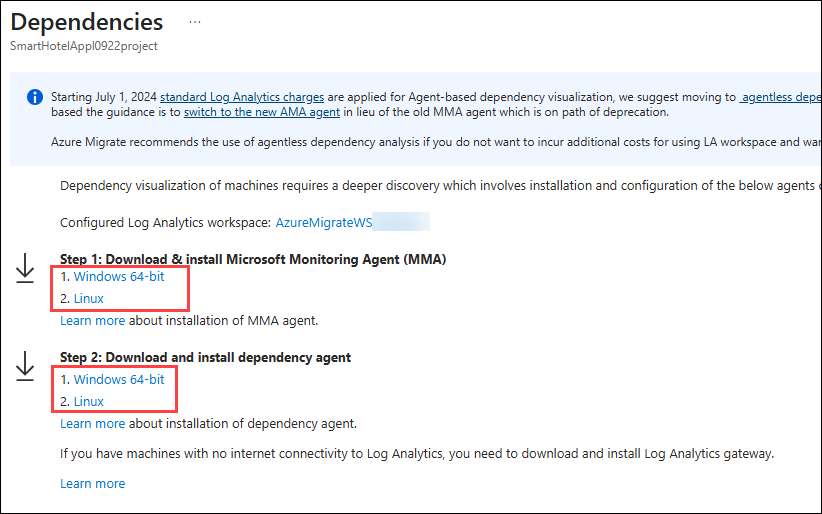 Dependencies ...
SmartHotelAppl0922project
Starting July 1, 2024 standard Log Analytics charges are applied for Agent-based dependency visualization, we suggest moving to agentless depe
based the guidance is to switch to the new AMA agent in lieu of the old MMA agent which is on path of deprecation.
Azure Migrate recommends the use of agentless dependency analysis if you do not want to incur additional costs for using LA workspace and wan
Dependency visualization of machines requires a deeper discovery which involves installation and configuration of the below agents o
Configured Log Analytics workspace: AzureMigrateWS
Step 1: Download & install Microsoft Monitoring Agent (MMA)
1. Windows 64-bit
2. Linux
Learn more about installation of MMA agent.
Step 2: Download and install dependency agent
1. Windows 64-bit
2. Linux
Learn more about installation of dependency agent.
If you have machines with no internet connectivity to Log Analytics, you need to download and install Log Analytics gateway.
Learn more